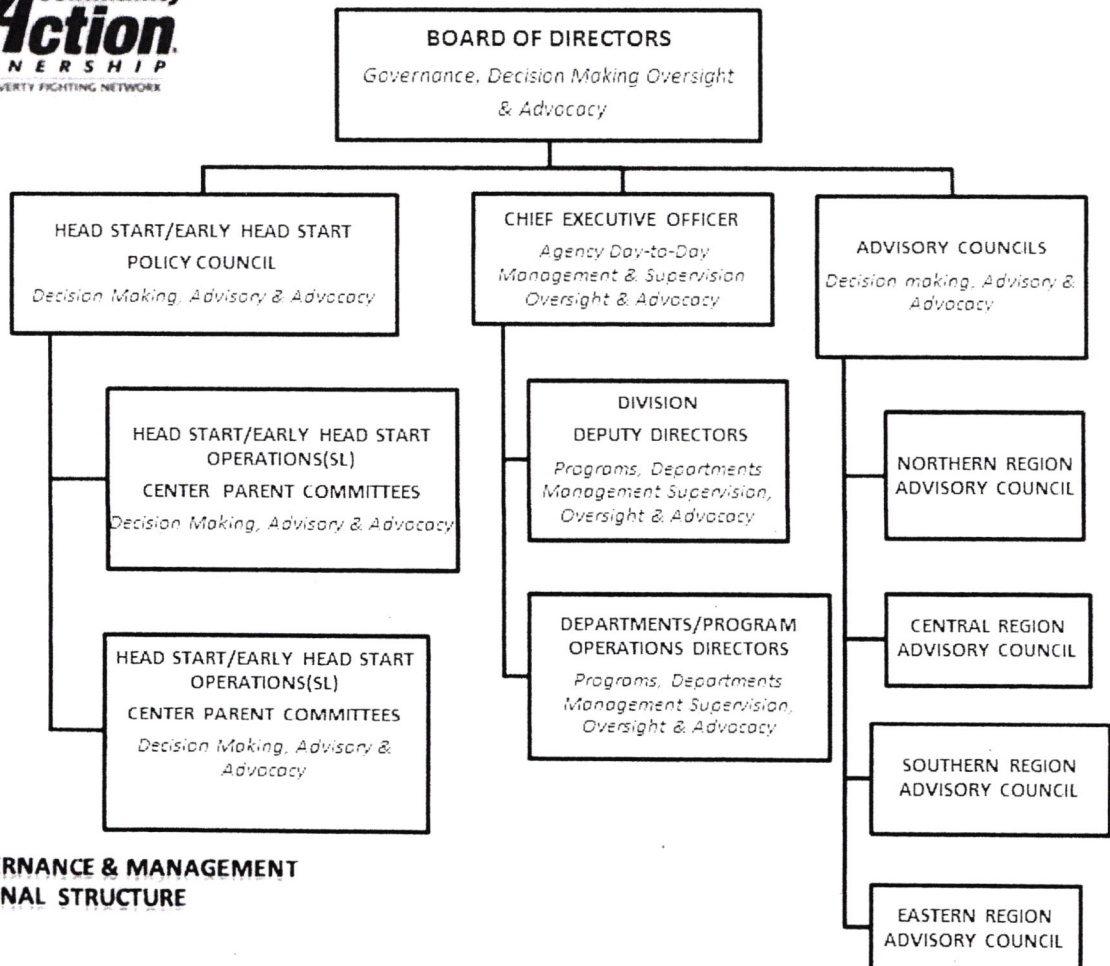 Action
NERSHIP
VERTY FIGHTING NETWORK
BOARD OF DIRECTORS
Governance, Decision Making Oversight
& Advocacy
HEAD START/EARLY HEAD START
POLICY COUNCIL
Decision Making, Advisory & Advocacy
HEAD START/EARLY HEAD START
OPERATIONS(SL)
CENTER PARENT COMMITTEES
Decision Making, Advisory & Advocacy
HEAD START/EARLY HEAD START
OPERATIONS(SL)
CENTER PARENT COMMITTEES
Decision Making, Advisory &
Advocacy
CHIEF EXECUTIVE OFFICER
Agency Day-to-Day
Management & Supervision
Oversight & Advocacy
DIVISION
DEPUTY DIRECTORS
Programs, Departments
Management Supervision,
Oversight & Advocacy
DEPARTMENTS/PROGRAM
OPERATIONS DIRECTORS
Programs, Departments
Management Supervision,
Oversight & Advocacy
ADVISORY COUNCILS
Decision making, Advisory &
Advocacy
NORTHERN REGION
ADVISORY COUNCIL
CENTRAL REGION
ADVISORY COUNCIL
SOUTHERN REGION
ADVISORY COUNCIL
EASTERN REGION
ADVISORY COUNCIL
RNANCE & MANAGEMENT
NAL STRUCTURE